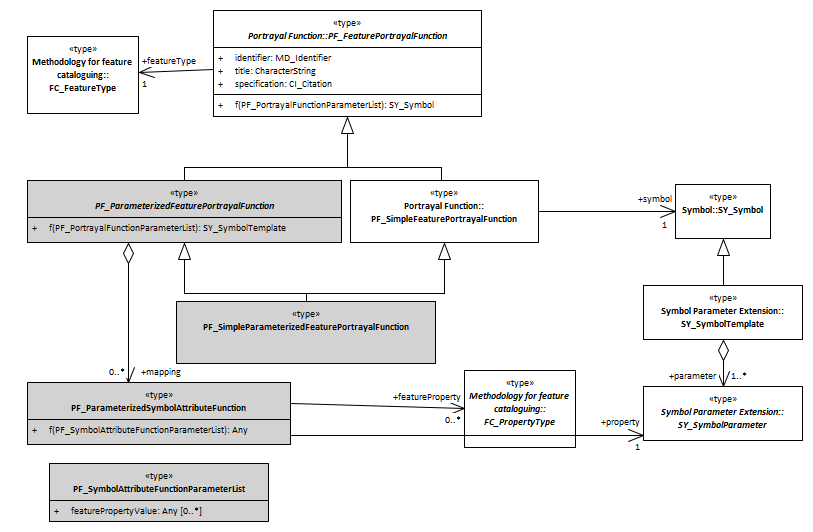 «type»
Portrayal Function::PF_FeaturePortrayalFunction
+ identifier: MD_Identifier
+ title: CharacterString
+ specification: CI_Citation
+ f(PF_PortrayalFunctionParameterList): SY_Symbol
«type»
Methodology for feature
cataloguing::
FC_FeatureType
+featureType
1
«type»
PF_ParameterizedFeaturePortrayalFunction
+ f(PF_PortrayalFunctionParameterList): SY_SymbolTemplate
«type»
Portrayal Function::
PF_SimpleFeaturePortrayalFunction
+symbol
1
«type»
Symbol::SY_Symbol
«type»
PF_SimpleParameterizedFeaturePortrayalFunction
«type»
Symbol Parameter Extension::
SY_SymbolTemplate
0..*
+mapping
+parameter
1..*
«type»
PF_ParameterizedSymbolAttributeFunction
+ f(PF_SymbolAttributeFunctionParameterList): Any
+featureProperty
0..*
«type»
Methodology for feature
cataloguing::
FC_PropertyType
+property
1
«type»
Symbol Parameter Extension::
SY_SymbolParameter
«type»
PF_SymbolAttributeFunctionParameterList
+ featurePropertyValue: Any [0..*]